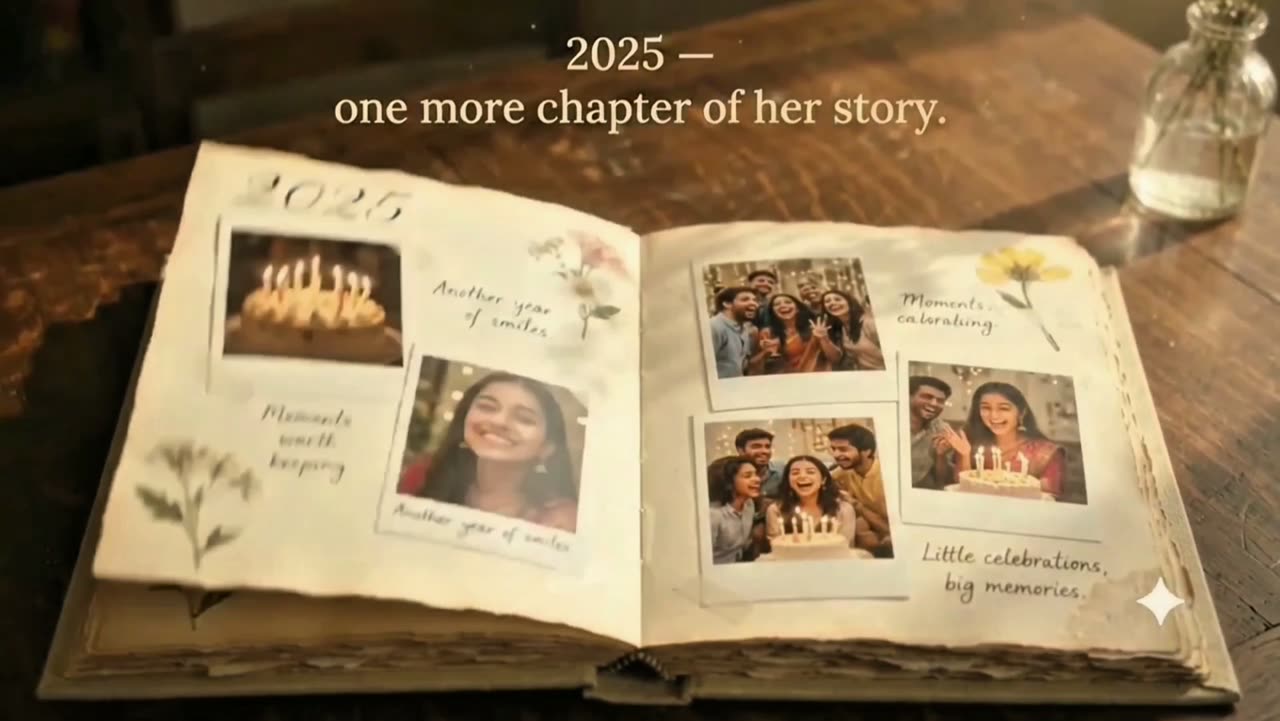 2025 —
one more chapter of her story.
2025
Another year
of smiles
Moments
worth
keeping
Another year of smiles
Moments.
Little celebrations,
big memories.